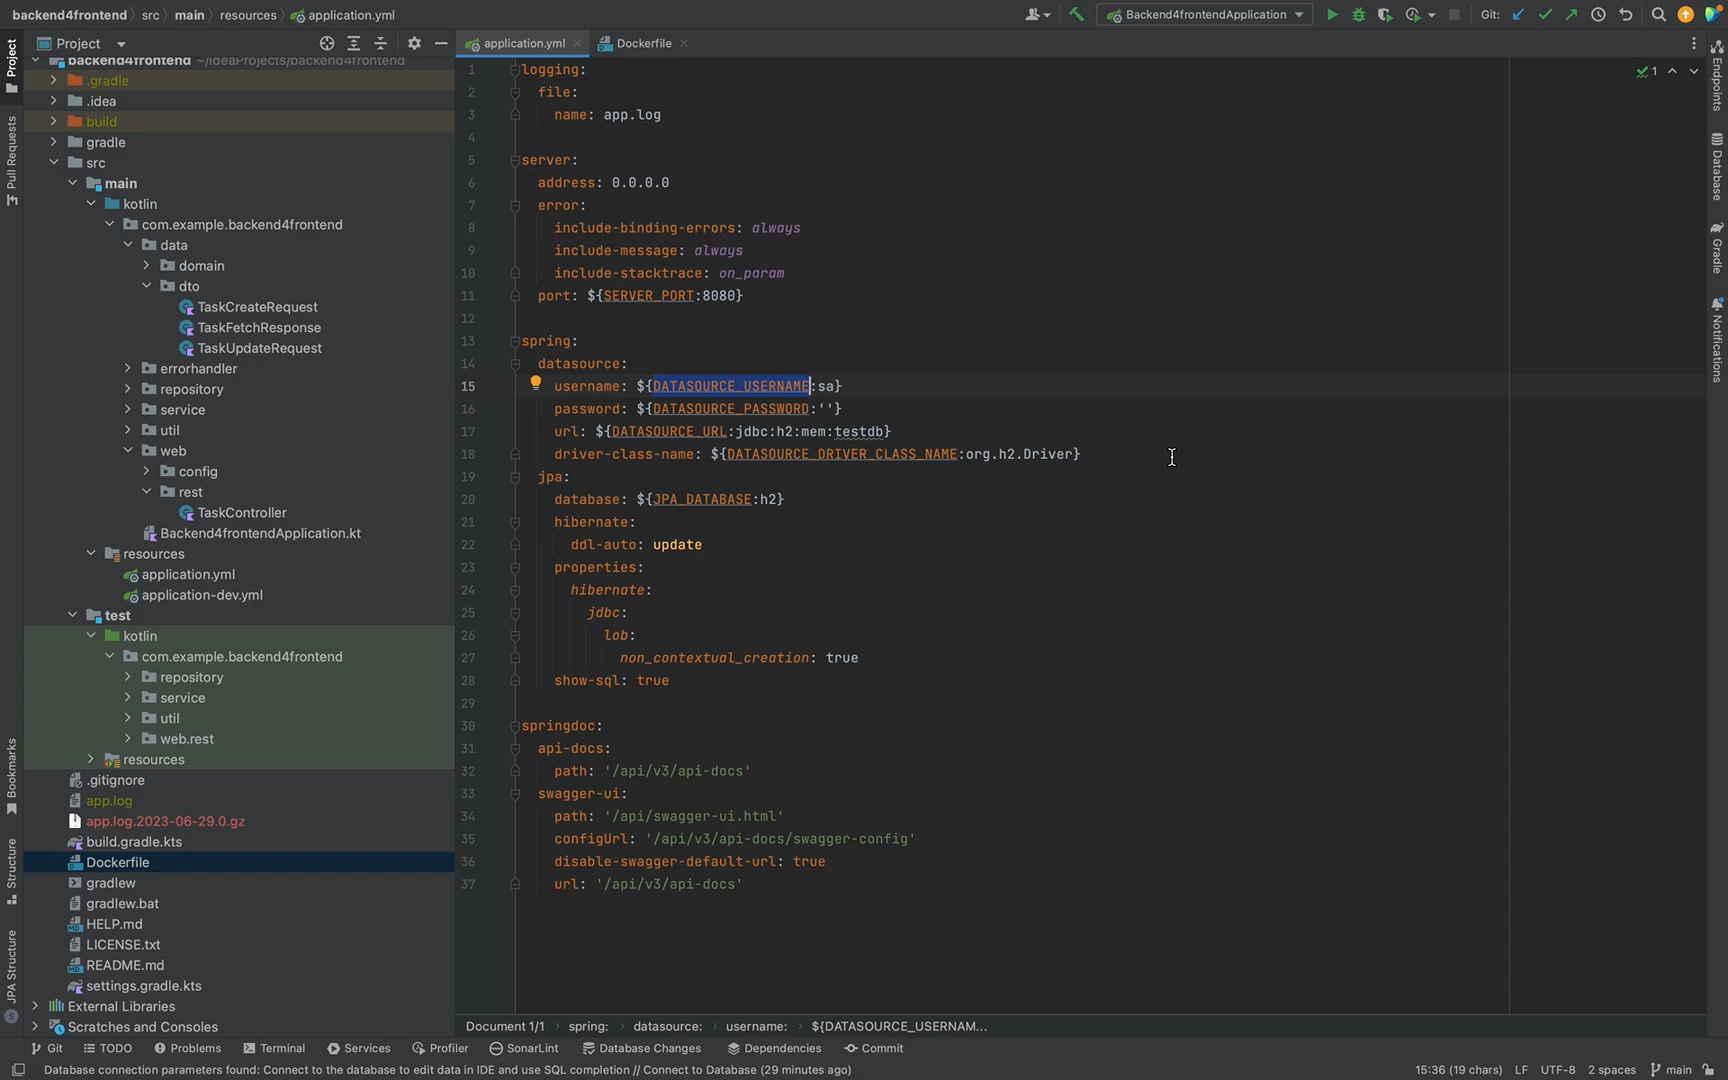 backend4frontend
src
main
resources
application.yml
Backend4frontendApplication
Git:
Project
application.yml
Dockerfile
backend4frontend ~/IdeaProjects/backend4frontend
.gradle
.idea
build
gradle
src
main
kotlin
com.example.backend4frontend
data
domain
dto
TaskCreateRequest
TaskFetchResponse
TaskUpdateRequest
errorhandler
repository
service
util
web
config
rest
TaskController
Backend4frontendApplication.kt
resources
application.yml
application-dev.yml
test
kotlin
com.example.backend4frontend
repository
service
util
web.rest
resources
.gitignore
app.log
app.log.2023-06-29.0.gz
build.gradle.kts
Dockerfile
gradlew
gradlew.bat
HELP.md
LICENSE.txt
README.md
settings.gradle.kts
External Libraries
Scratches and Consoles
Project
Pull Requests
Bookmarks
Structure
JPA Structure
1 logging:
2 file:
3 name: app.log
4
5 server:
6 address: 0.0.0.0
7 error:
8 include-binding-errors: always
9 include-message: always
10 include-stacktrace: on_param
11 port: ${SERVER_PORT:8080}
12
13 spring:
14 datasource:
15 username: ${DATASOURCE_USERNAME:sa}
16 password: ${DATASOURCE_PASSWORD:''}
17 url: ${DATASOURCE_URL:jdbc:h2:mem:testdb}
18 driver-class-name: ${DATASOURCE_DRIVER_CLASS_NAME:org.h2.Driver}
19 jpa:
20 database: ${JPA_DATABASE:h2}
21 hibernate:
22 ddl-auto: update
23 properties:
24 hibernate:
25 jdbc:
26 lob:
27 non_contextual_creation: true
28 show-sql: true
29
30 springdoc:
31 api-docs:
32 path: '/api/v3/api-docs'
33 swagger-ui:
34 path: '/api/swagger-ui.html'
35 configUrl: '/api/v3/api-docs/swagger-config'
36 disable-swagger-default-url: true
37 url: '/api/v3/api-docs'
1
Endpoints
Database
Gradle
Notifications
Document 1/1
spring:
datasource:
username:
${DATASOURCE_USERNAM...
Git
TODO
Problems
Terminal
Services
Profiler
SonarLint
Database Changes
Dependencies
Commit
Database connection parameters found: Connect to the database to edit data in IDE and use SQL completion // Connect to Database (29 minutes ago)
15:36 (19 chars)
LF
UTF-8
2 spaces
main